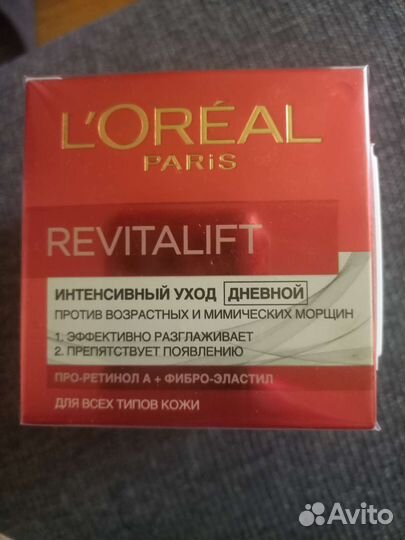 L'ORÉAL
PARIS
REVITALIFT
ИНТЕНСИВНЫЙ УХОД ДНЕВНОЙ
ПРОТИВ ВОЗРАСТНЫХ И МИМИЧЕСКИХ МОРЩИН
1. ЭФФЕКТИВНО РАЗГЛАЖИВАЕТ
2. ПРЕПЯТСТВУЕТ ПОЯВЛЕНИЮ
ПРО-РЕТИНОЛ А + ФИБРО-ЭЛАСТИЛ
ДЛЯ ВСЕХ ТИПОВ КОЖИ
Avito